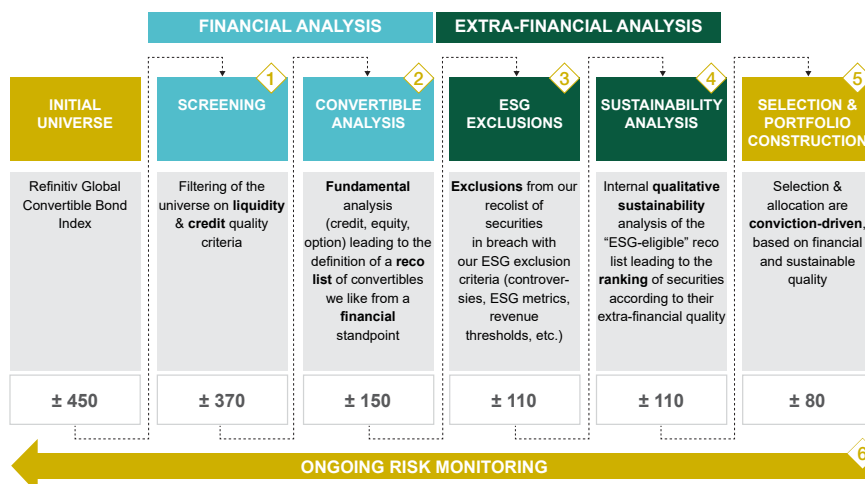 FINANCIAL ANALYSIS
EXTRA-FINANCIAL ANALYSIS
INITIAL
UNIVERSE
Refinitiv Global
Convertible Bond
Index
± 450
1
SCREENING
Filtering of the
universe on liquidity
& credit quality
criteria
± 370
2
CONVERTIBLE
ANALYSIS
Fundamental
analysis
(credit, equity,
option) leading to the
definition of a reco
list of convertibles
we like from a
financial
standpoint
± 150
3
ESG
EXCLUSIONS
Exclusions from our
recolist of
securities
in breach with
our ESG exclusion
criteria (controver-
sies, ESG metrics,
revenue
thresholds, etc.)
± 110
4
SUSTAINABILITY
ANALYSIS
Internal qualitative
sustainability
analysis of the
“ESG-eligible” reco
list leading to the
ranking of securities
according to their
extra-financial quality
± 110
5
SELECTION &
PORTFOLIO
CONSTRUCTION
Selection &
allocation are
conviction-driven,
based on financial
and sustainable
quality
± 80
6
ONGOING RISK MONITORING